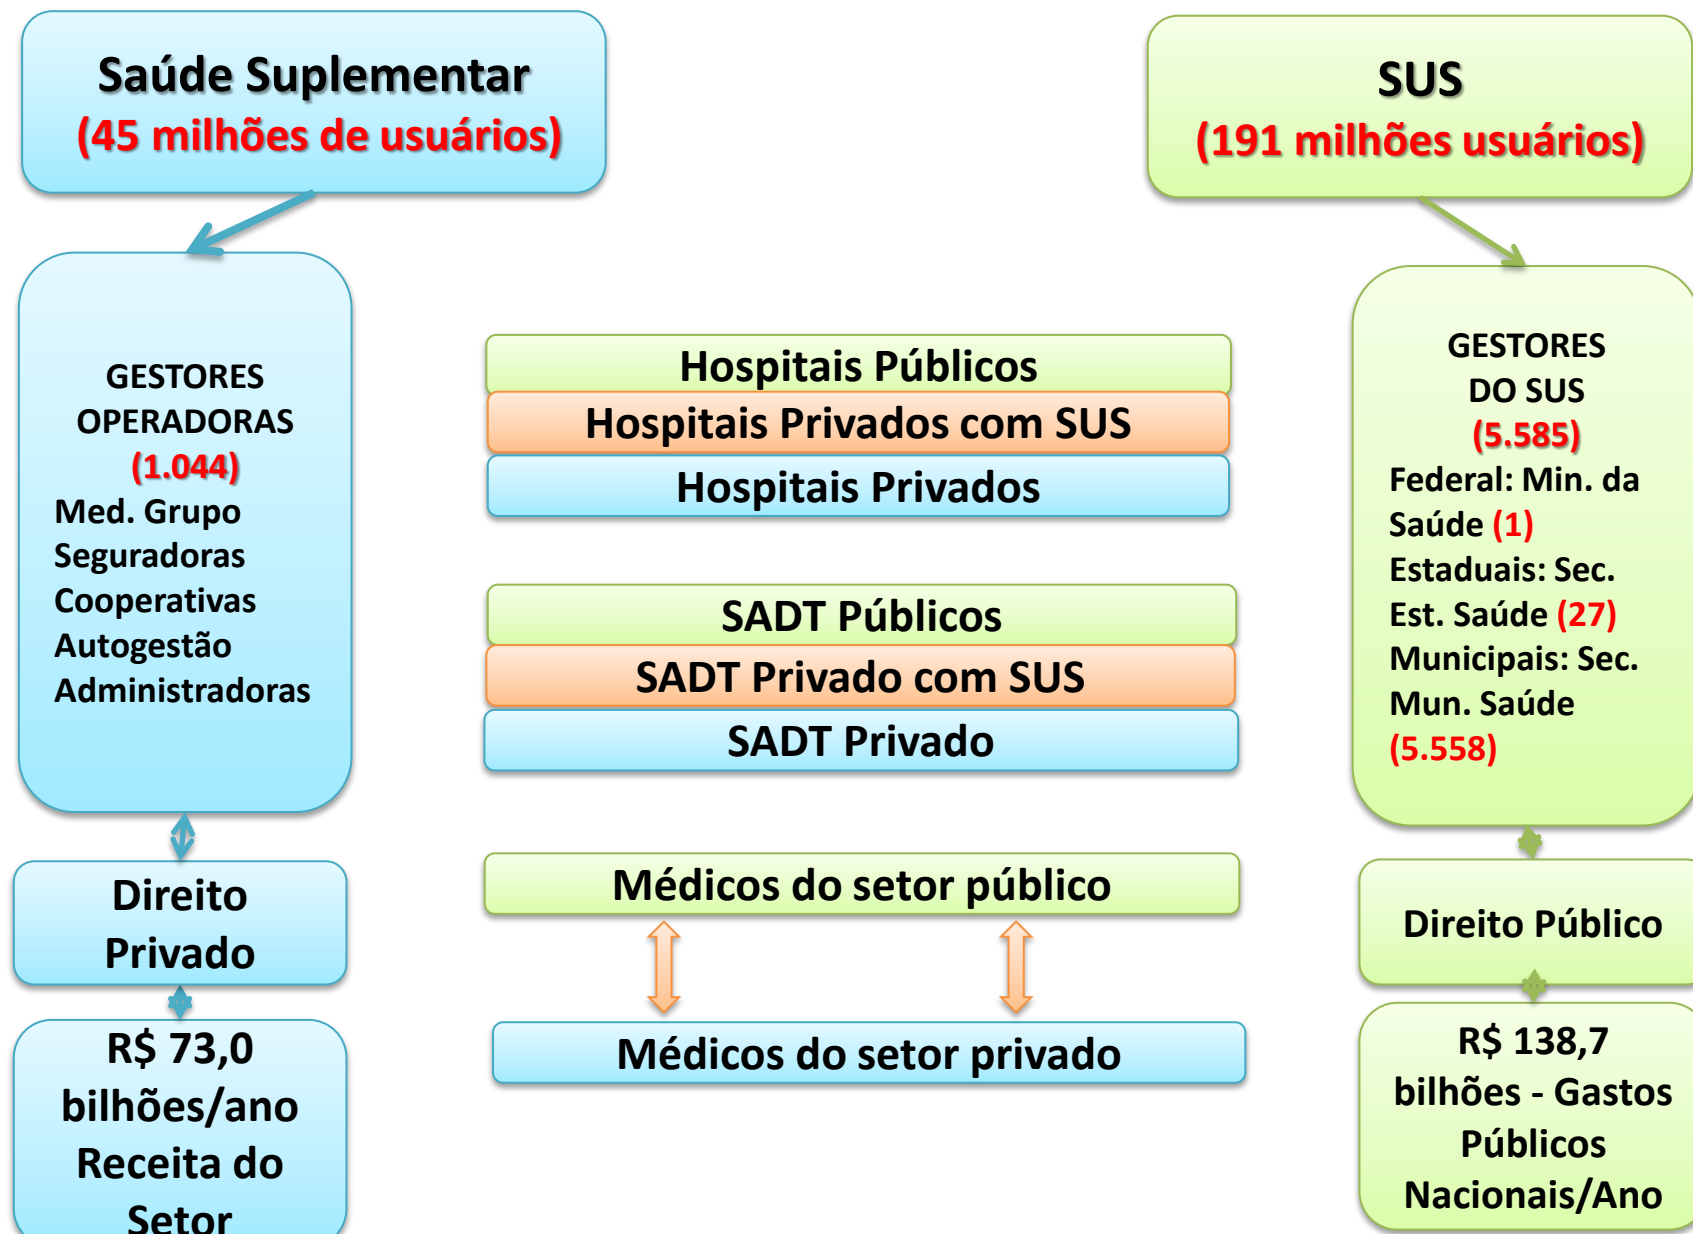 Saúde Suplementar
(45 milhões de usuários)
SUS
(191 milhões usuários)
GESTORES
OPERADORAS
(1.044)
Med. Grupo
Seguradoras
Cooperativas
Autogestão
Administradoras
Hospitais Públicos
Hospitais Privados com SUS
Hospitais Privados
SADT Públicos
SADT Privado com SUS
SADT Privado
Médicos do setor público
Médicos do setor privado
GESTORES
DO SUS
(5.585)
Federal: Min. da
Saúde (1)
Estaduais: Sec.
Est. Saúde (27)
Municipais: Sec.
Mun. Saúde
(5.558)
Direito
Privado
Direito Público
R$ 73,0
bilhões/ano
Receita do
Setor
R$ 138,7
bilhões - Gastos
Públicos
Nacionais/Ano